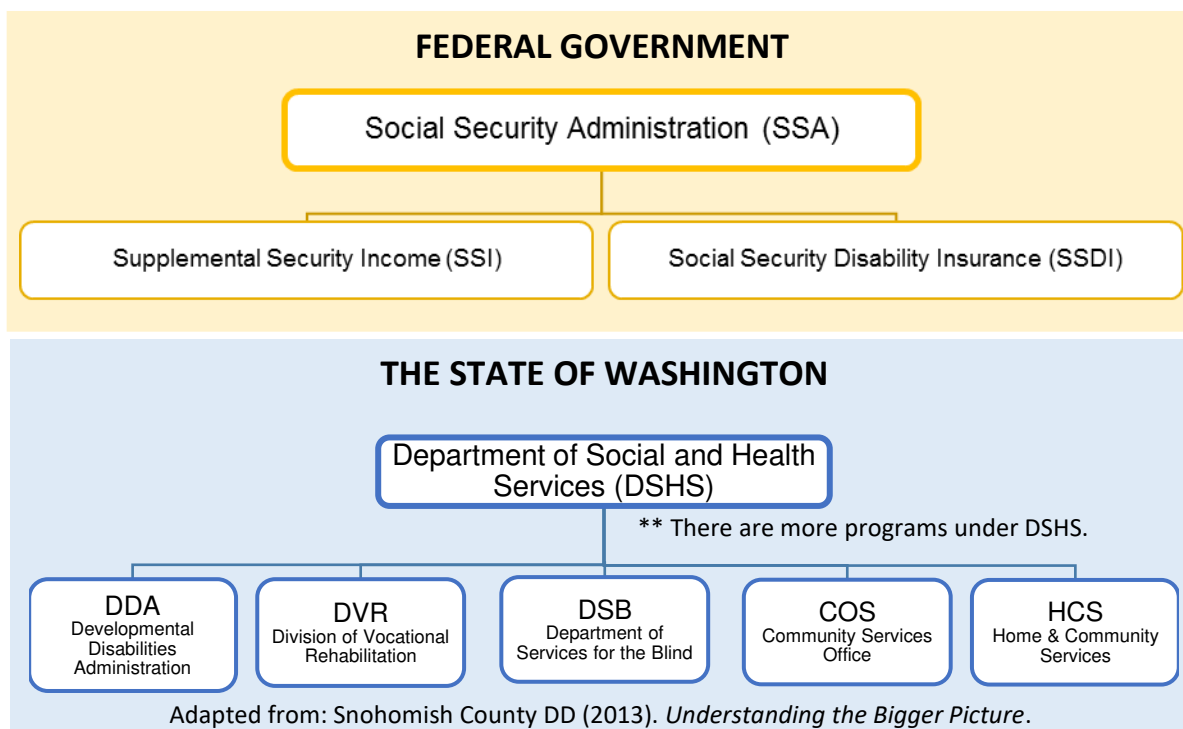 FEDERAL GOVERNMENT
Social Security Administration (SSA)
Supplemental Security Income (SSI)
Social Security Disability Insurance (SSDI)
THE STATE OF WASHINGTON
Department of Social and Health
Services (DSHS)
** There are more programs under DSHS.
DDA
Developmental
Disabilities
Administration
DVR
Division of Vocational
Rehabilitation
DSB
Department of
Services for the Blind
COS
Community Services
Office
HCS
Home & Community
Services
Adapted from: Snohomish County DD (2013). Understanding the Bigger Picture.